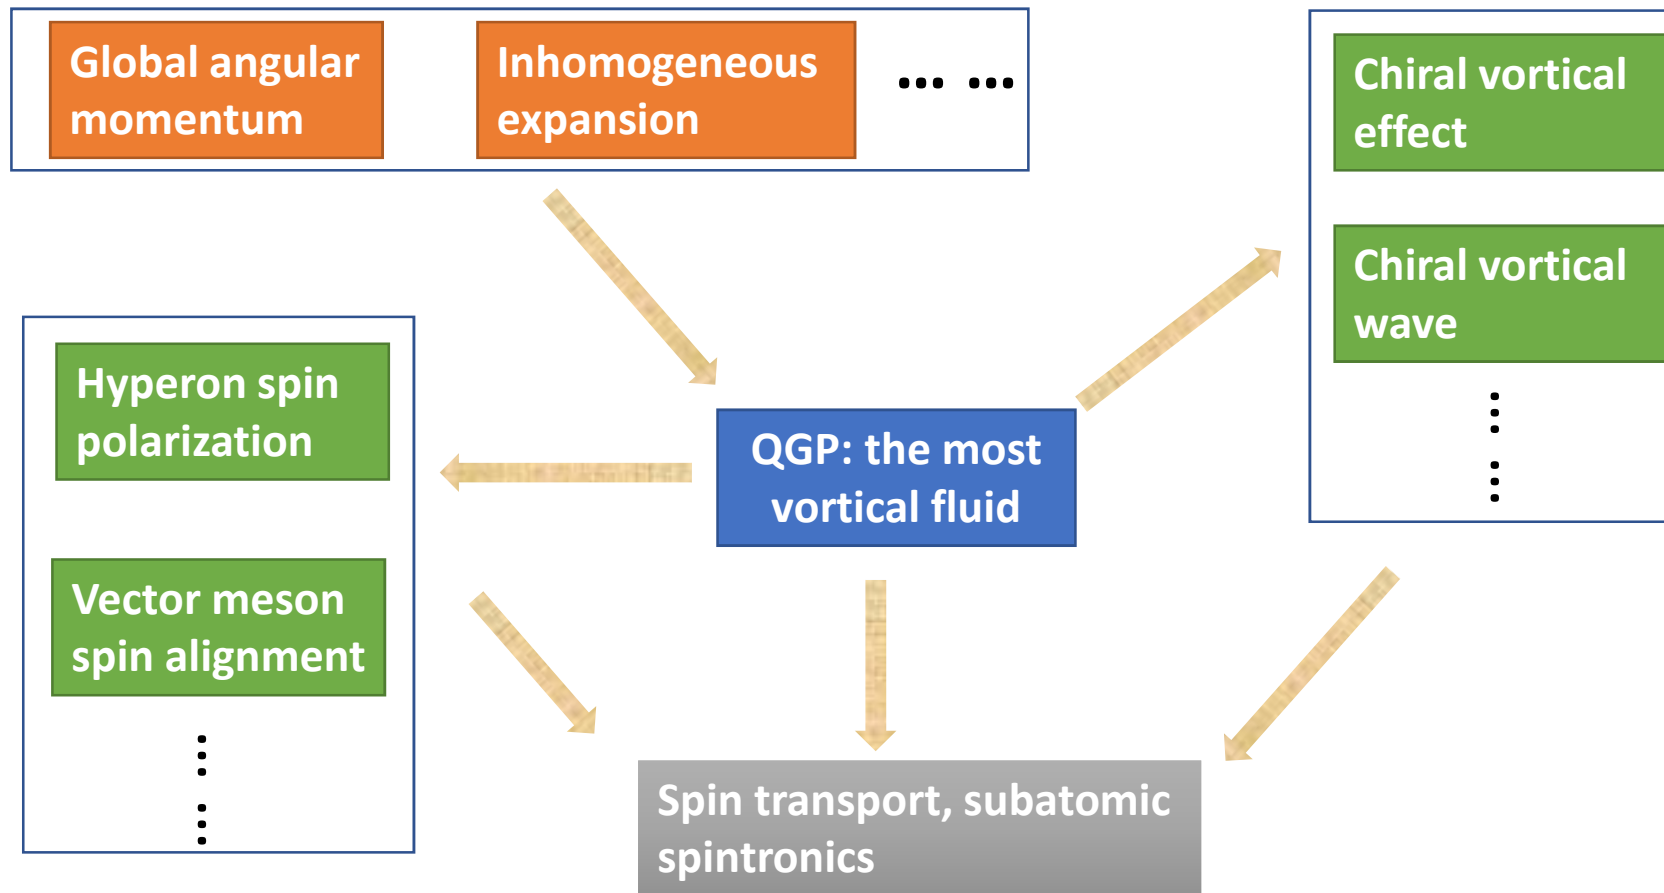 Global angular
momentum
Inhomogeneous
expansion
... ...
Chiral vortical
effect
Chiral vortical
wave
... ...
Hyperon spin
polarization
Vector meson
spin alignment
... ...
QGP: the most
vortical fluid
Spin transport, subatomic
spintronics